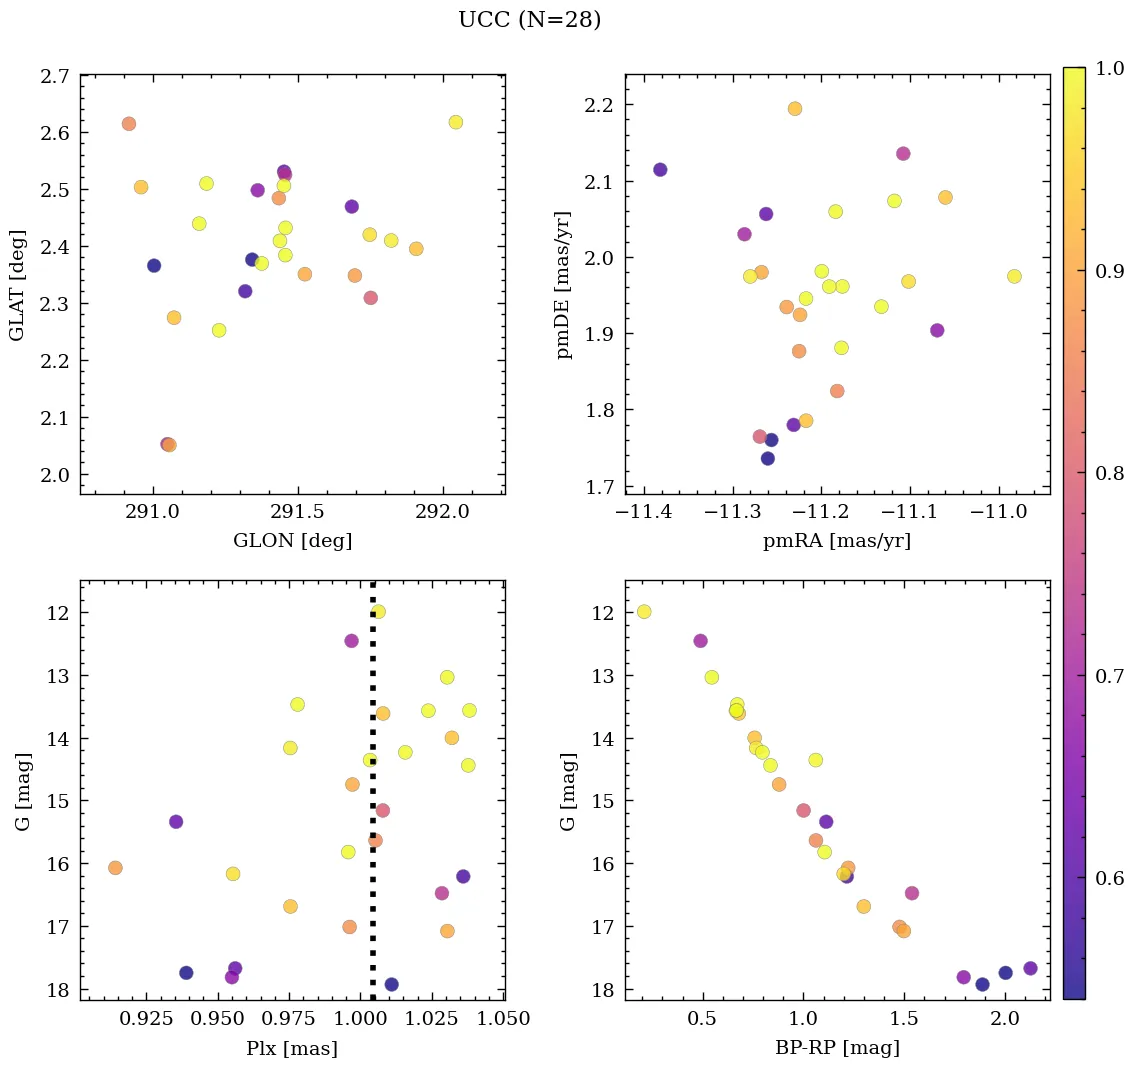 UCC (N=28)
2.7
2.6
2.5
2.4
2.3
2.2
2.1
2.0
GLAT [deg]
291.0 291.5 292.0
GLON [deg]
2.2
2.1
2.0
1.9
1.8
1.7
pmDE [mas/yr]
−11.4 −11.3 −11.2 −11.1 −11.0
pmRA [mas/yr]
12
13
14
15
16
17
18
G [mag]
0.925 0.950 0.975 1.000 1.025 1.050
Plx [mas]
12
13
14
15
16
17
18
G [mag]
0.5 1.0 1.5 2.0
BP-RP [mag]
1.0
0.9
0.8
0.7
0.6